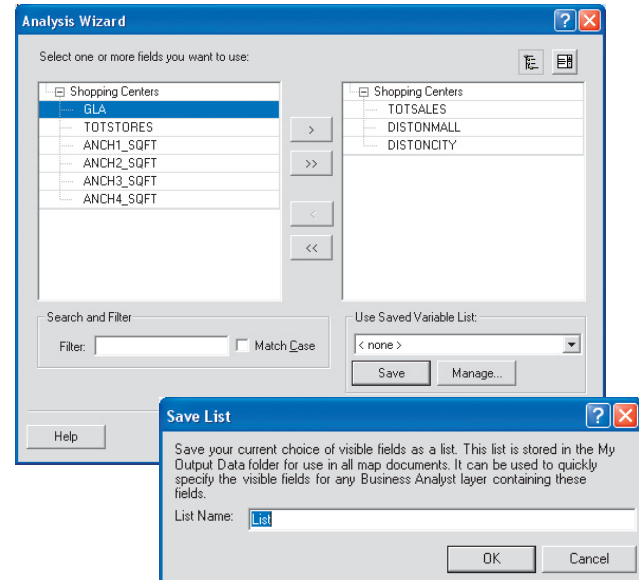 Analysis Wizard
Select one or more fields you want to use:
Shopping Centers
GLA
TOTSTORES
ANCH1_SQFT
ANCH2_SQFT
ANCH3_SQFT
ANCH4_SQFT
>
>>
<
<<
Shopping Centers
TOTSALES
DISTONMALL
DISTONCITY
Search and Filter
Filter:
Match Case
Use Saved Variable List:
< none >
Save
Manage...
Help
Save List
Save your current choice of visible fields as a list. This list is stored in the My
Output Data folder for use in all map documents. It can be used to quickly
specify the visible fields for any Business Analyst layer containing these
fields.
List Name: List
OK
Cancel